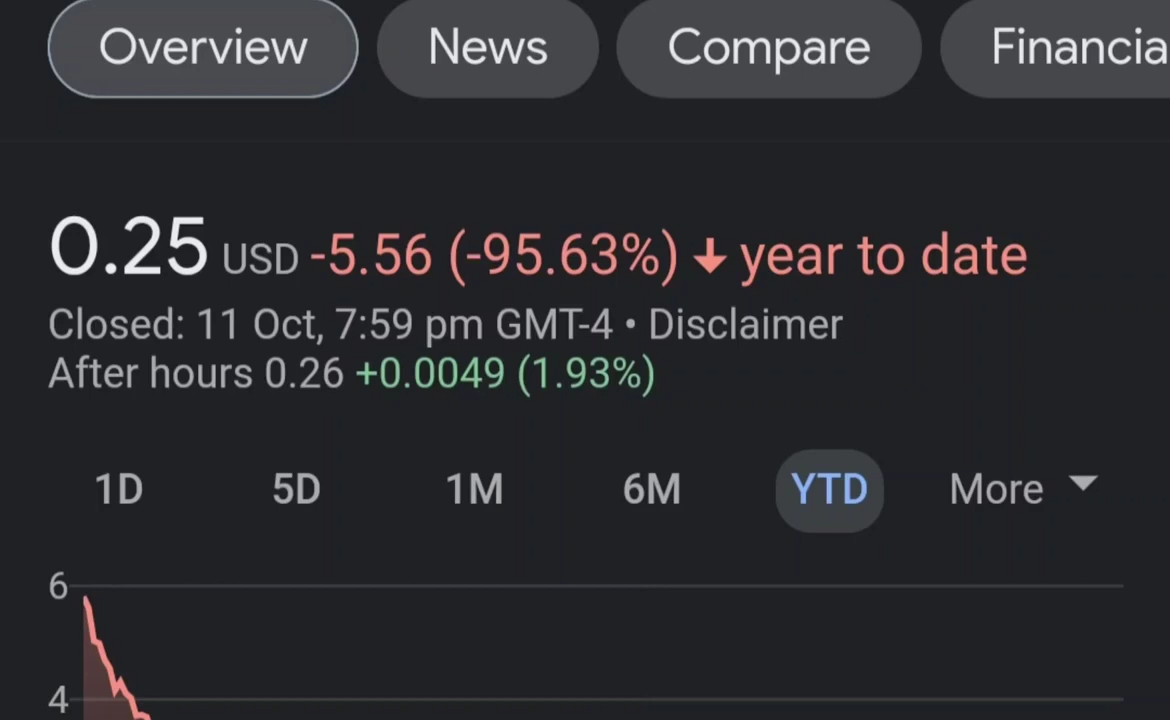 Overview News Compare Financia
0.25 USD -5.56 (-95.63%) ↓ year to date
Closed: 11 Oct, 7:59 pm GMT-4 • Disclaimer
After hours 0.26 +0.0049 (1.93%)
1D 5D 1M 6M YTD More
6
4